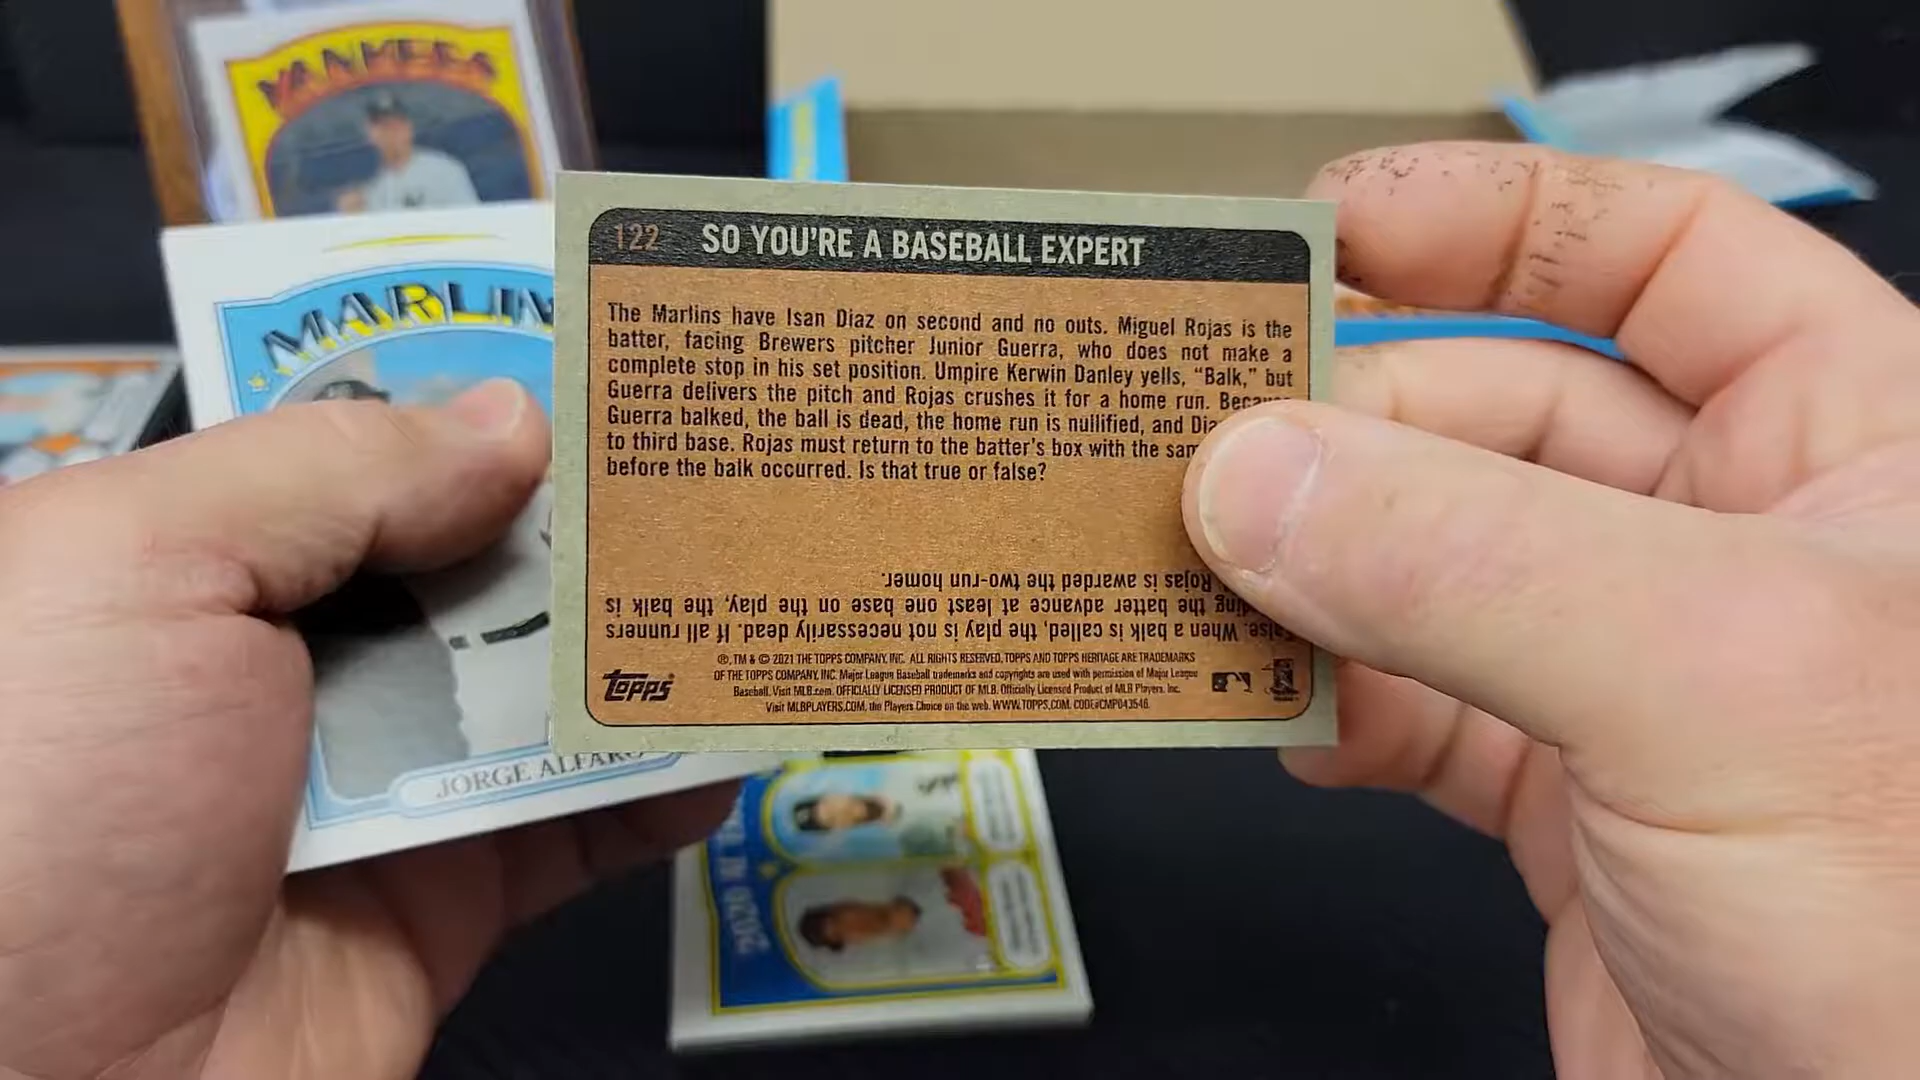 YANKEES
MARLIN
JORGE ALFARO
122 SO YOU'RE A BASEBALL EXPERT
The Marlins have Isan Diaz on second and no outs. Miguel Rojas is the
batter, facing Brewers pitcher Junior Guerra, who does not make a
complete stop in his set position. Umpire Kerwin Danley yells, “Balk,” but
Guerra delivers the pitch and Rojas crushes it for a home run.
Guerra balked, the ball is dead, the home run is nullified, and
to third base. Rojas must return to the batter's box with the
before the balk occurred. Is that true or false?
False. When a balk is called, the play is not necessarily dead. If all runners
the batter advance at least one base on the play, the balk is
Rojas is awarded the two-run homer.
®, TM & © 2021 THE TOPPS COMPANY, INC. ALL RIGHTS RESERVED. TOPPS AND TOPPS HERITAGE ARE TRADEMARKS
OF THE TOPPS COMPANY, INC. Major League Baseball trademarks and copyrights are used with permission of Major League
Baseball. Visit MLB.com. OFFICIALLY LICENSED PRODUCT OF MLB. Officially Licensed Product of MLB Players, Inc.
Visit MLBPLAYERS.COM, the Players Choice on the web. WWW.TOPPS.COM. CODE#CMP043546.
topps
2020